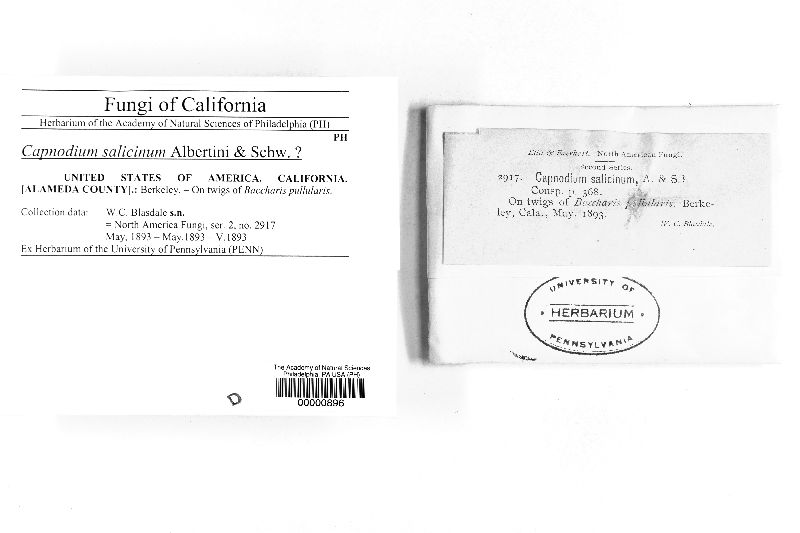 Fungi of California
Herbarium of the Academy of Natural Sciences of Philadelphia (PH)
PH
Capnodium salicinum Albertini & Schw. ?
UNITED STATES OF AMERICA. CALIFORNIA.
[ALAMEDA COUNTY].: Berkeley. – On twigs of Baccharis pullularis.
Collection data: W C. Blasdale s.n.
= North America Fungi, ser. 2, no. 2917
May, 1893 – May.1893 – V.1893
Ex Herbarium of the University of Pennsylvania (PENN)
The Academy of Natural Sciences
Philadelphia, PA USA (PH)
00000896
D
Ellis & Everhart. North American Fungi.
Second Series.
2917. Capnodium salicinum, A. & S.
Consp. p. 368.
On twigs of Baccharis pullularis. Berke-
ley, Cala., May, 1893.
W. C. Blasdale.
UNIVERSITY OF
HERBARIUM
PENNSYLVANIA